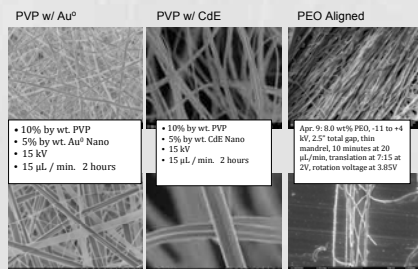 PVP w/ Au⁰
PVP w/ CdE
PEO Aligned
• 10% by wt. PVP
• 5% by wt. Au⁰ Nano
• 15 kV
• 15 µL / min. 2 hours
• 10% by wt. PVP
• 5% by wt. CdE Nano
• 15 kV
• 15 µL / min. 2 hours
Apr. 9: 8.0 wt% PEO, -11 to +4
kV, 2.5" total gap, thin
mandrel, 10 minutes at 20
µL/min, translation at 7:15 at
2V, rotation voltage at 3.85V